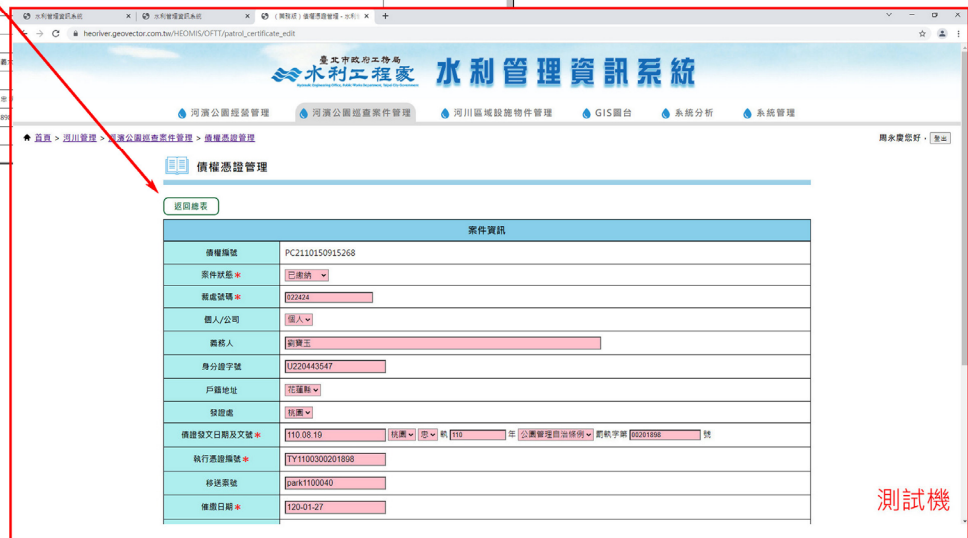 水利管理資訊系統
水利管理資訊系統
(開發版) 債權憑證管理 - 水利
heoriver.geovector.com.tw/HEOMIS/OFTT/patrol_certificate_edit
臺北市政府工務局
水利工程處
水利管理資訊系統
河濱公園經營管理 河濱公園巡查案件管理 河川區域設施物件管理 GIS圖台 系統分析 系統管理
首頁 > 河川管理 > 河濱公園巡查案件管理 > 債權憑證管理
周永慶您好, 登出
債權憑證管理
返回總表
案件資訊
債權編號 PC2110150915268
案件狀態* 已繳納
裁處號碼* 022424
個人/公司 個人
義務人 劉寶玉
身分證字號 U220443547
戶籍地址 花蓮縣
發證處 桃園
債證發文日期及文號* 110.08.19 桃園 忠 執 110 年 公園管理自治條例 罰執字第 00201898 號
執行憑證編號* TY1100300201898
移送案號 park1100040
催繳日期* 120-01-27
測試機